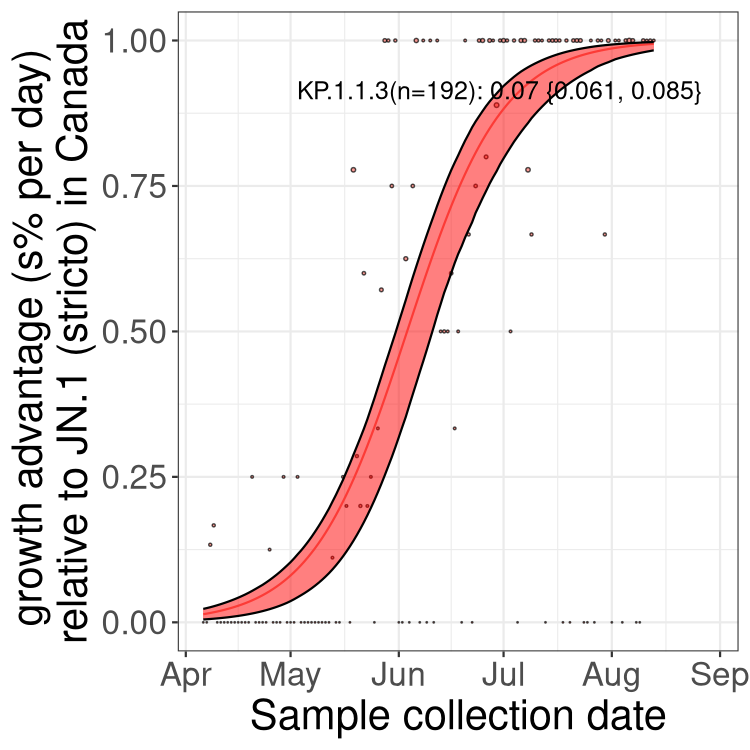 growth advantage (s% per day)
relative to JN.1 (stricto) in Canada
1.00
0.75
0.50
0.25
0.00
KP.1.1.3(n=192): 0.07 {0.061, 0.085}
Apr May Jun Jul Aug Sep
Sample collection date